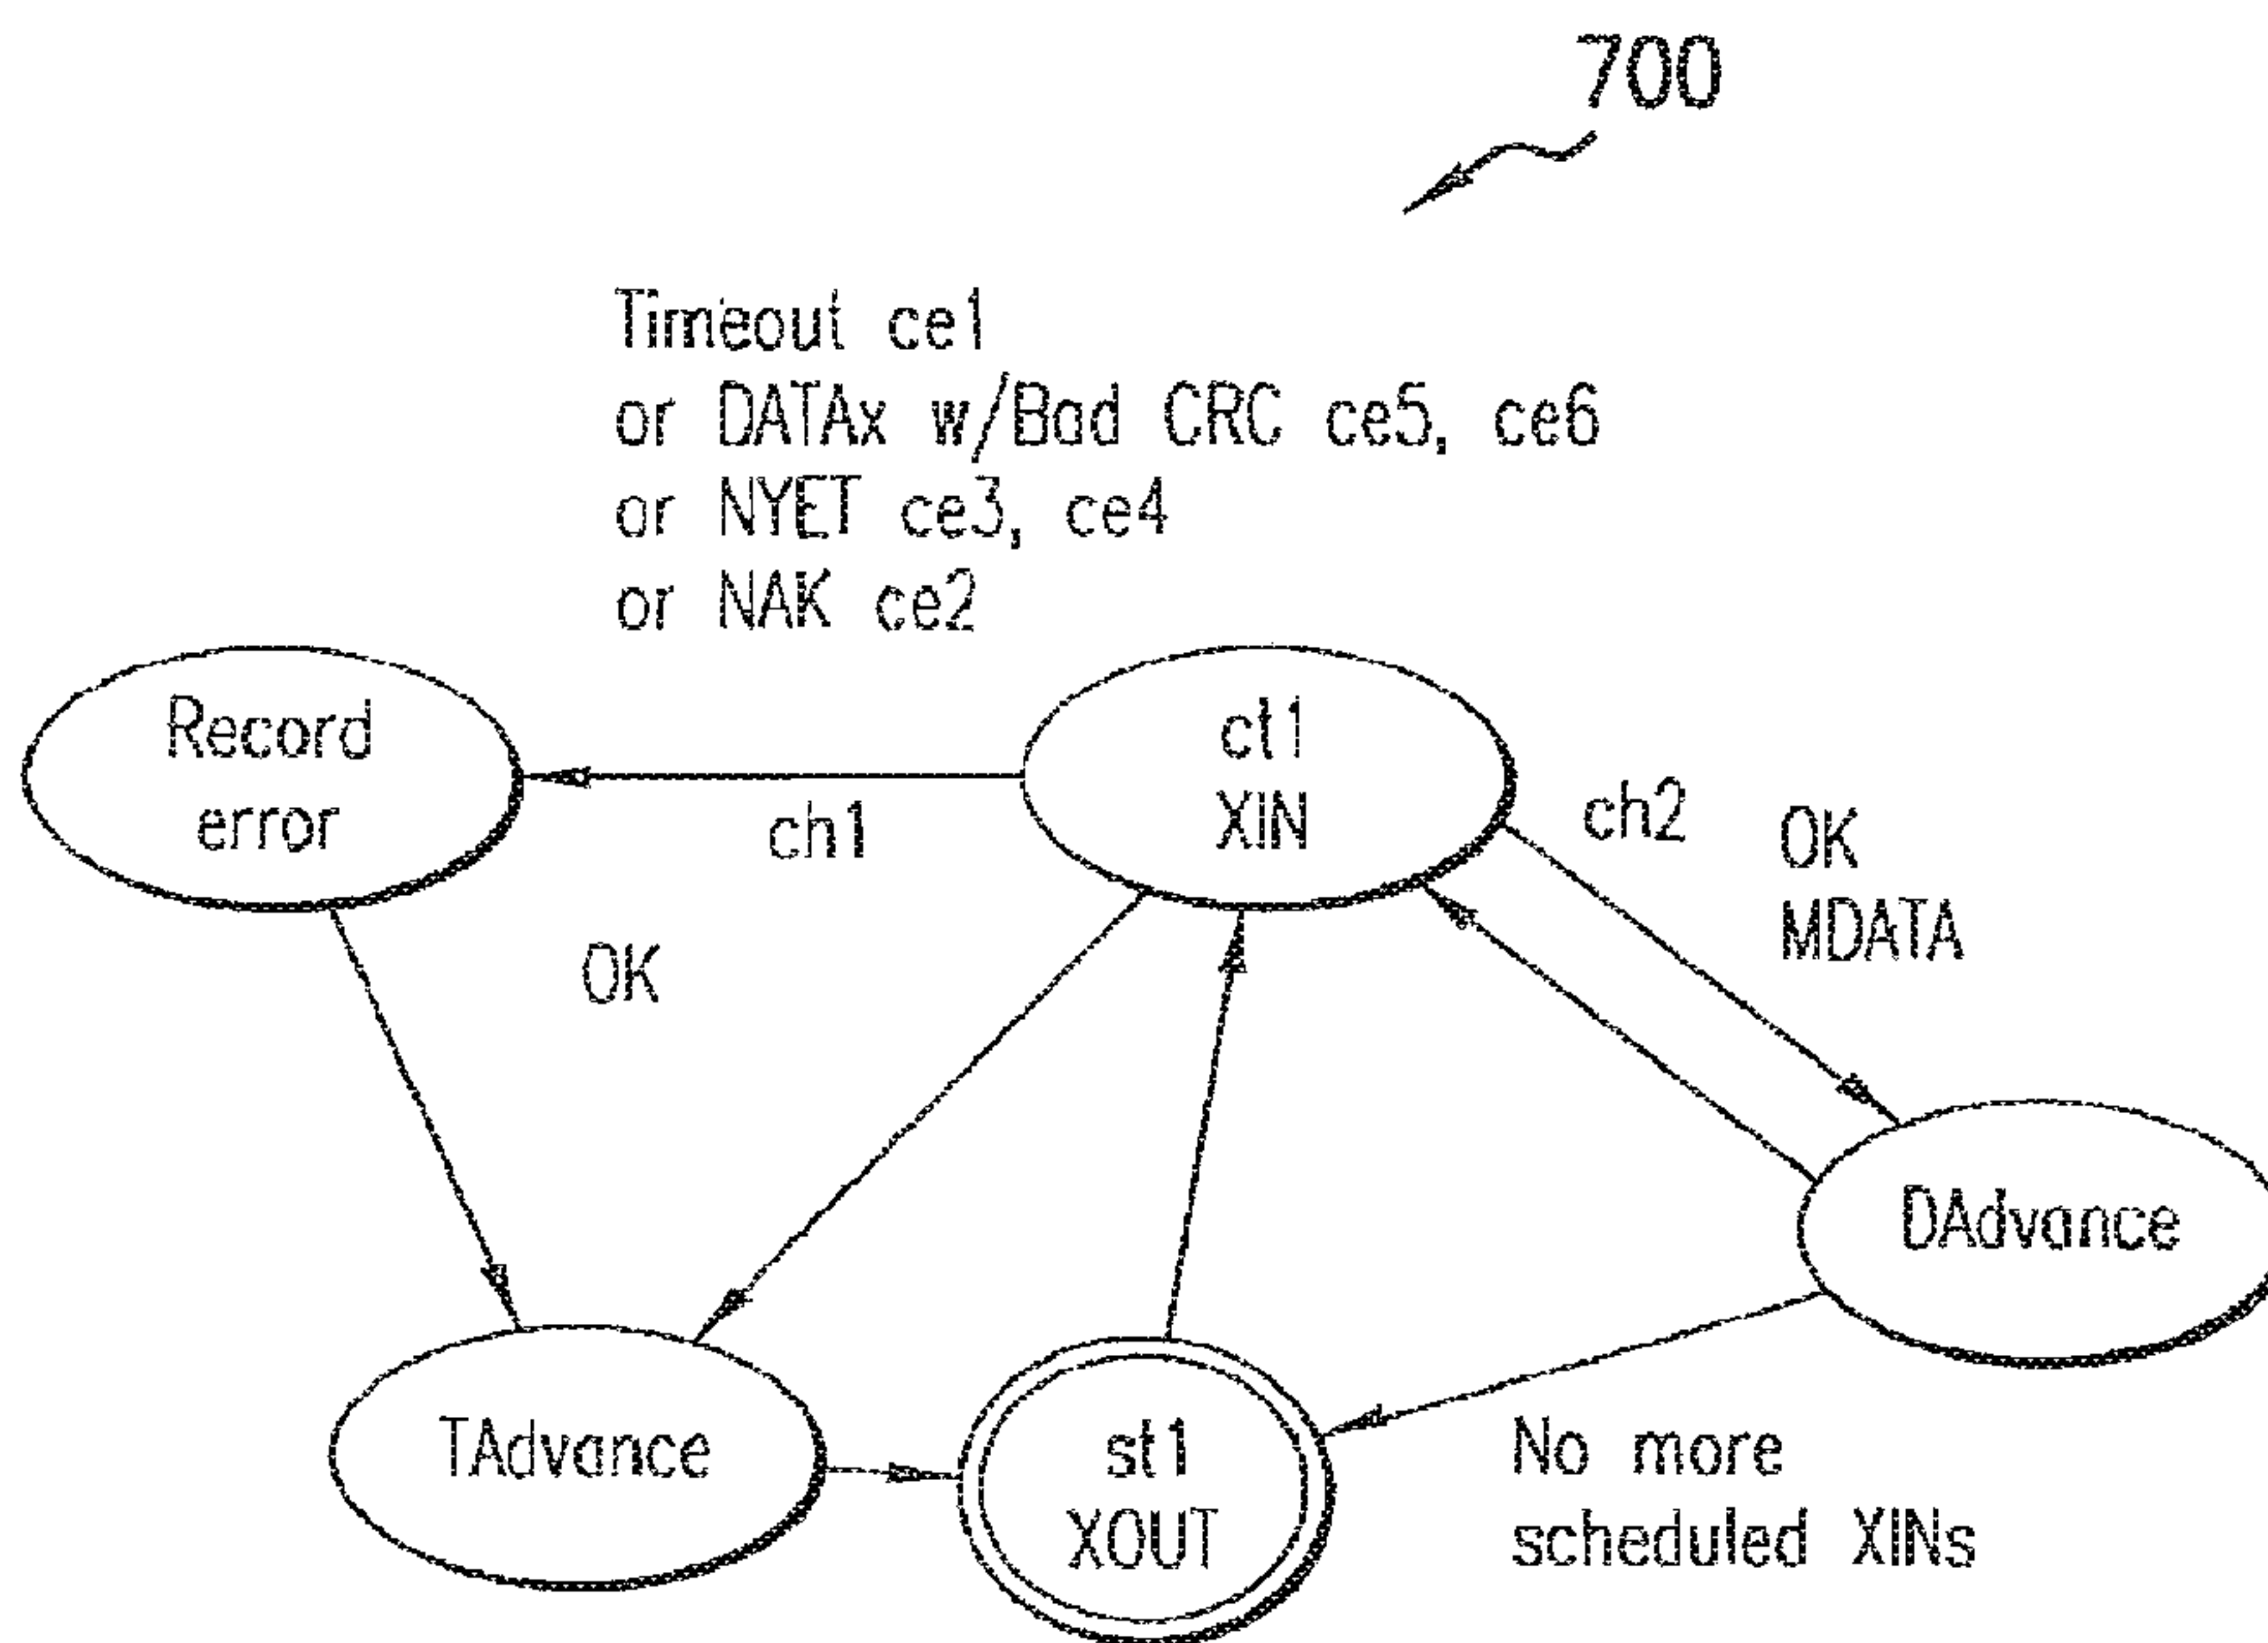 700
Timeout ce1
or DATAx w/Bad CRC ce5, ce6
or NYET ce3, ce4
or NAK ce2
Record
error
ch1
ct1
XIN
ch2
OK
MDATA
OK
DAdvance
TAdvance
st1
XOUT
No more
scheduled XINs